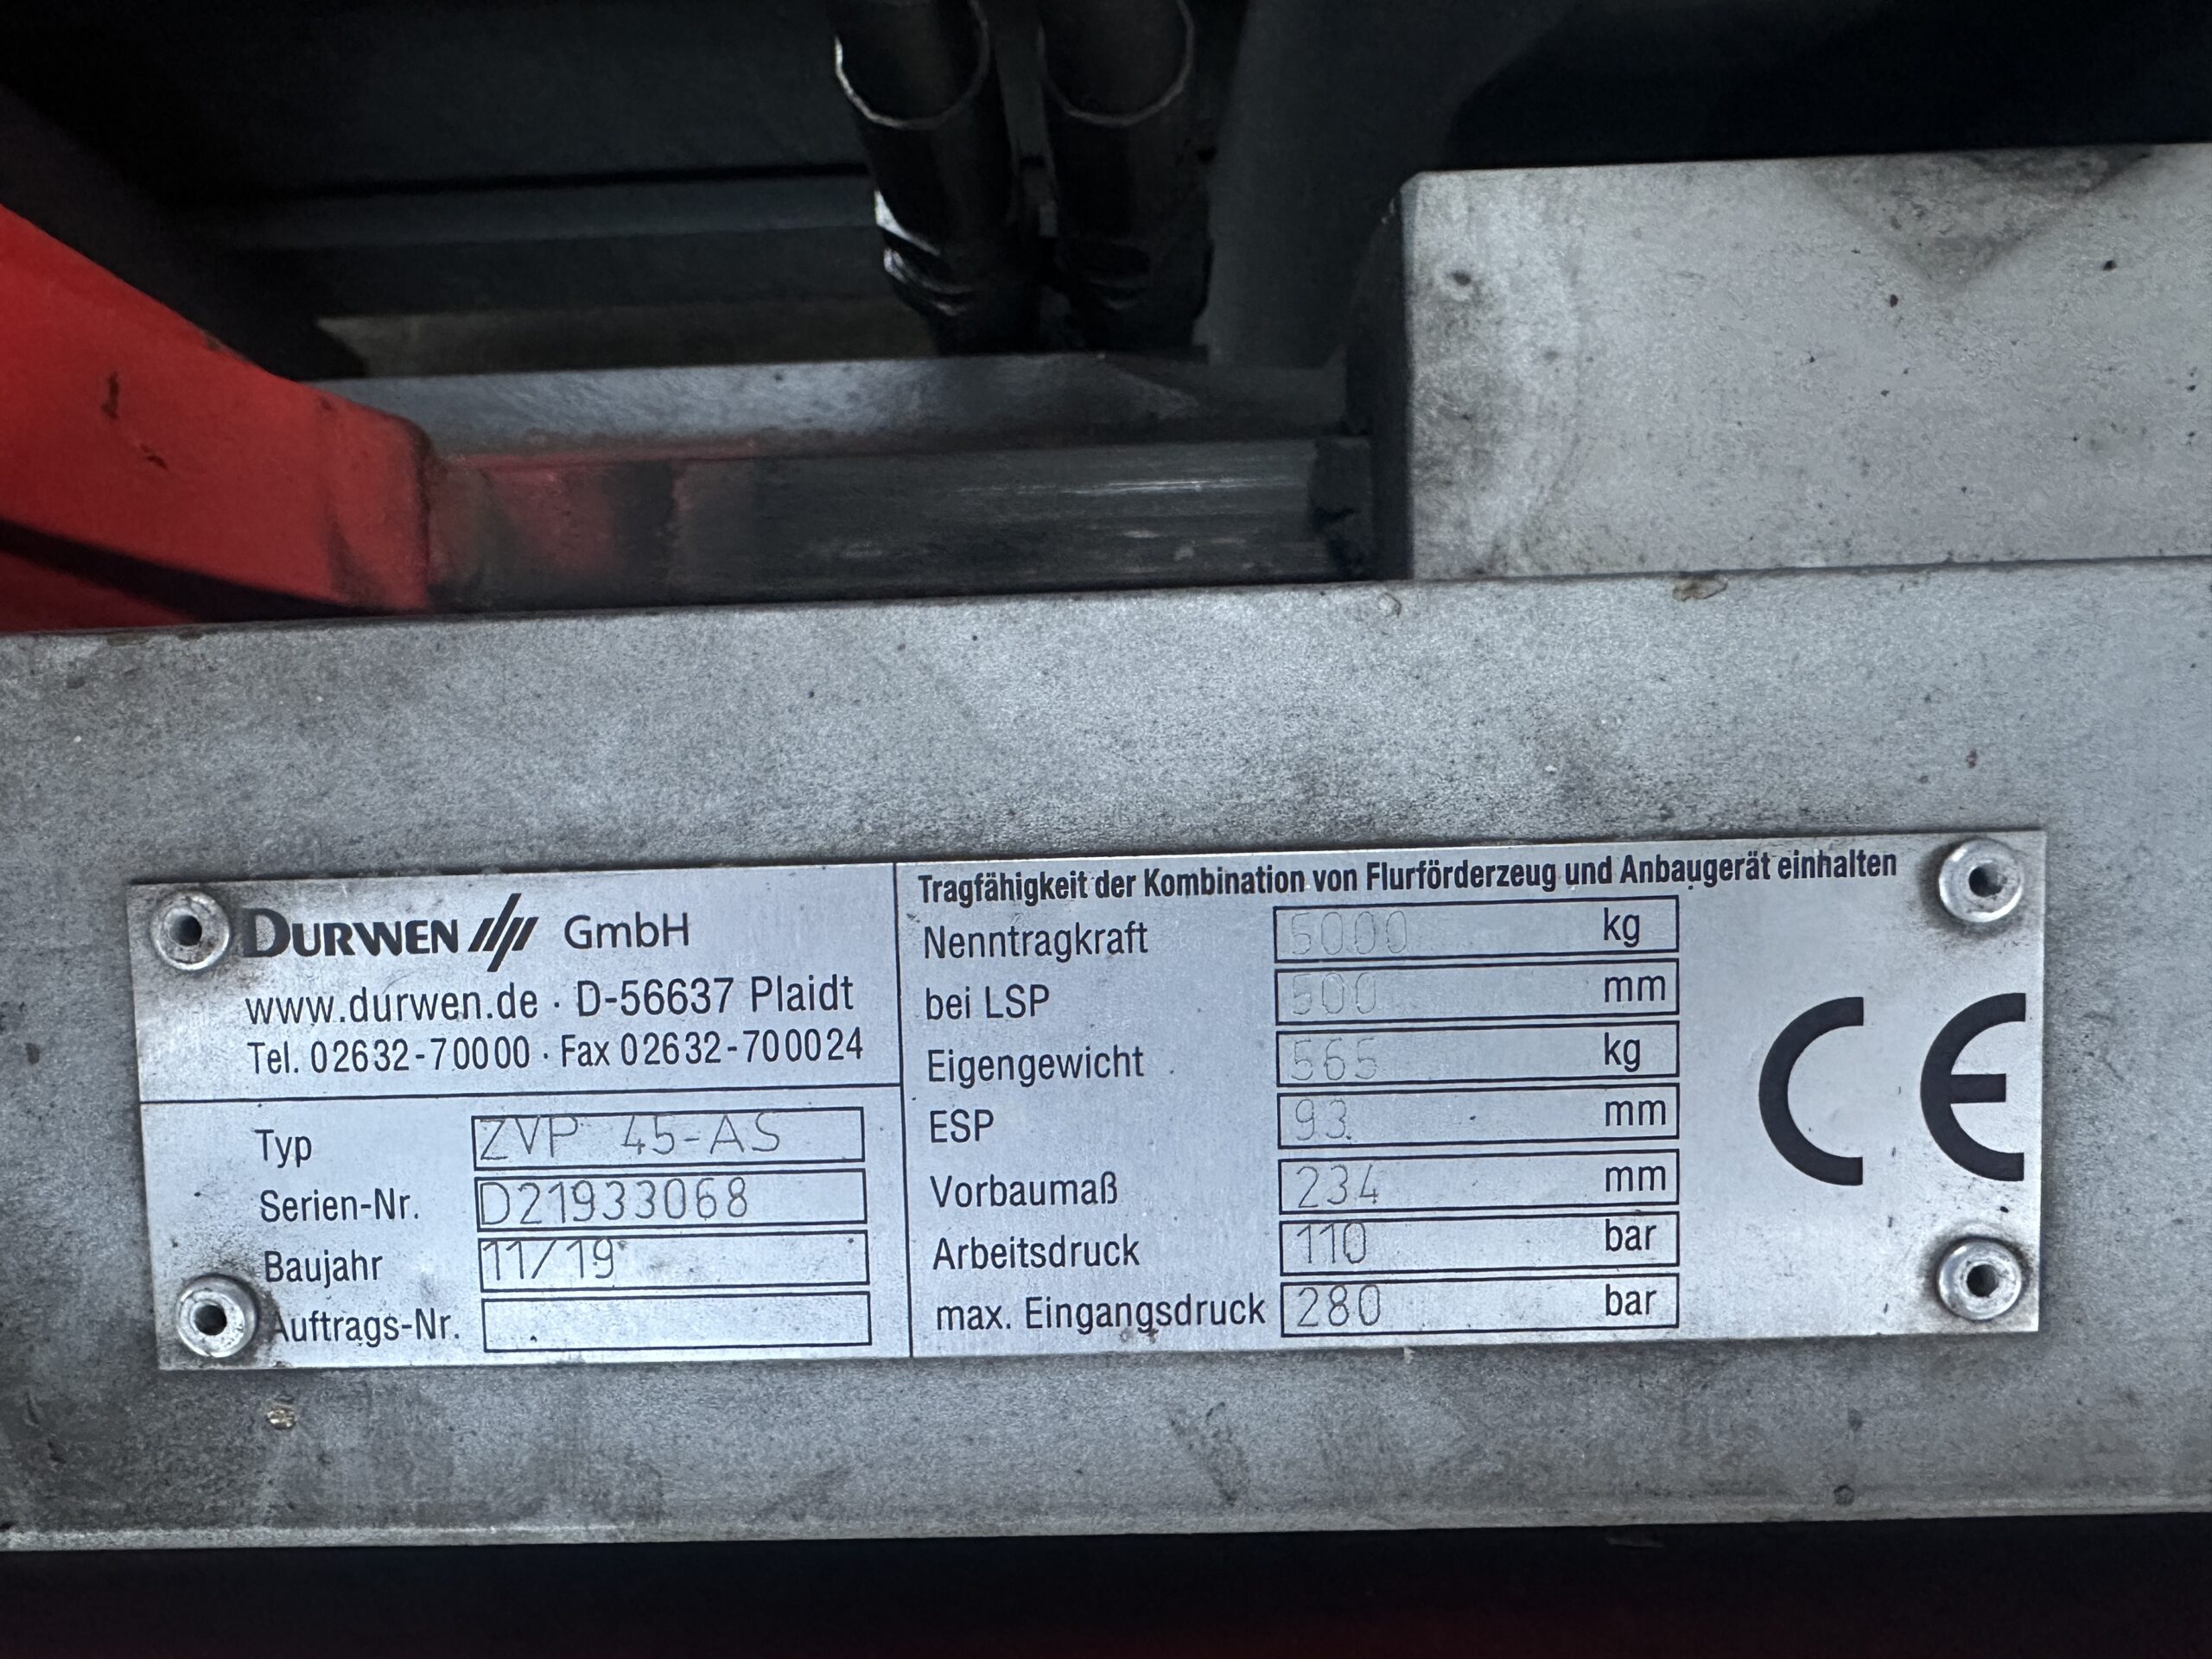 DURWEN GmbH
www.durwen.de · D-56637 Plaidt
Tel. 02632-70000 · Fax 02632-700024
Typ ZVP 45-AS
Serien-Nr. D21933068
Baujahr 11/19
Auftrags-Nr.
Tragfähigkeit der Kombination von Flurförderzeug und Anbaugerät einhalten
Nenntragkraft 5000 kg
bei LSP 500 mm
Eigengewicht 565 kg
ESP 93 mm
Vorbaumaß 234 mm
Arbeitsdruck 110 bar
max. Eingangsdruck 280 bar
CE